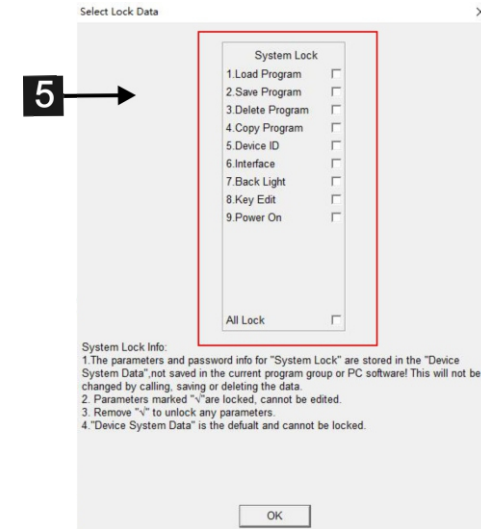 Select Lock Data
5
System Lock
1.Load Program
2.Save Program
3.Delete Program
4.Copy Program
5.Device ID
6.Interface
7.Back Light
8.Key Edit
9.Power On
All Lock
System Lock Info:
1.The parameters and password info for "System Lock" are stored in the "Device
System Data",not saved in the current program group or PC software! This will not be
changed by calling, saving or deleting the data.
2. Parameters marked "√"are locked, cannot be edited.
3. Remove "√" to unlock any parameters.
4."Device System Data" is the defualt and cannot be locked.
OK